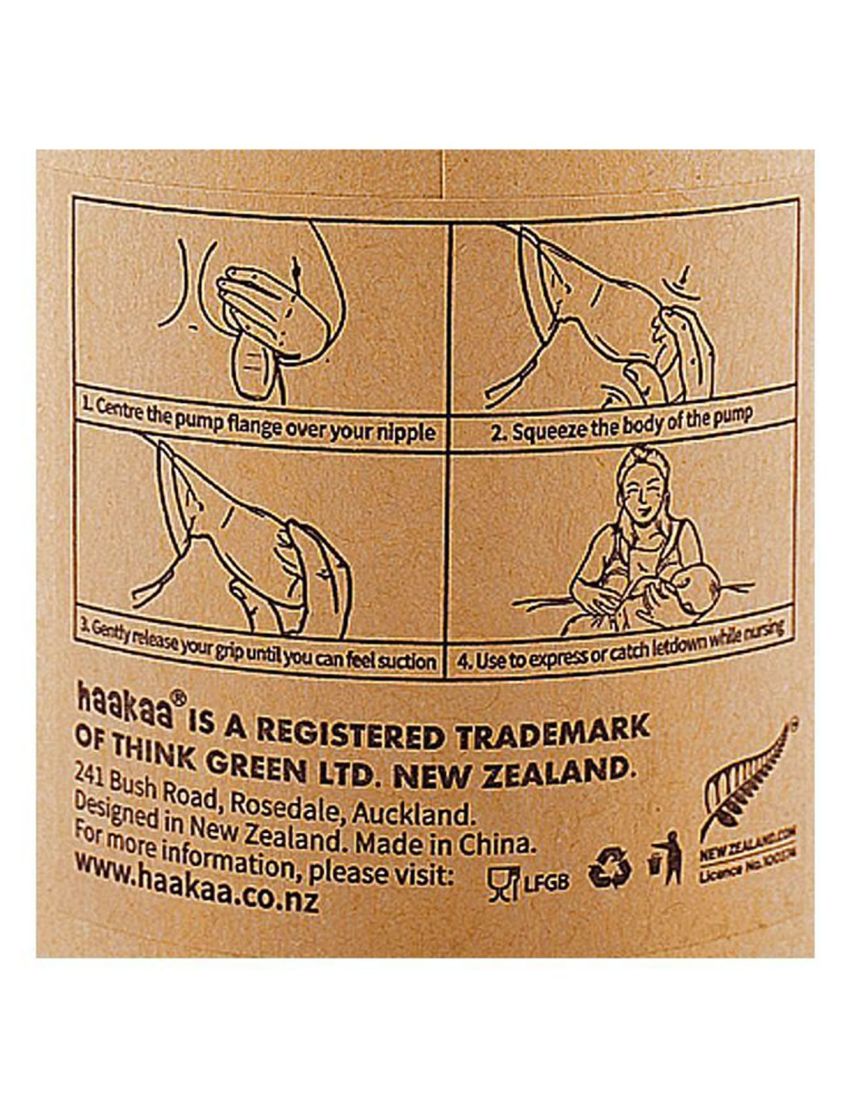 1. Centre the pump flange over your nipple
2. Squeeze the body of the pump
3. Gently release your grip until you can feel suction
4. Use to express or catch letdown while nursing
haakaa® IS A REGISTERED TRADEMARK
OF THINK GREEN LTD. NEW ZEALAND.
241 Bush Road, Rosedale, Auckland.
Designed in New Zealand. Made in China.
For more information, please visit:
www.haakaa.co.nz
LFGB
NEWZEALAND.COM
Licence No.